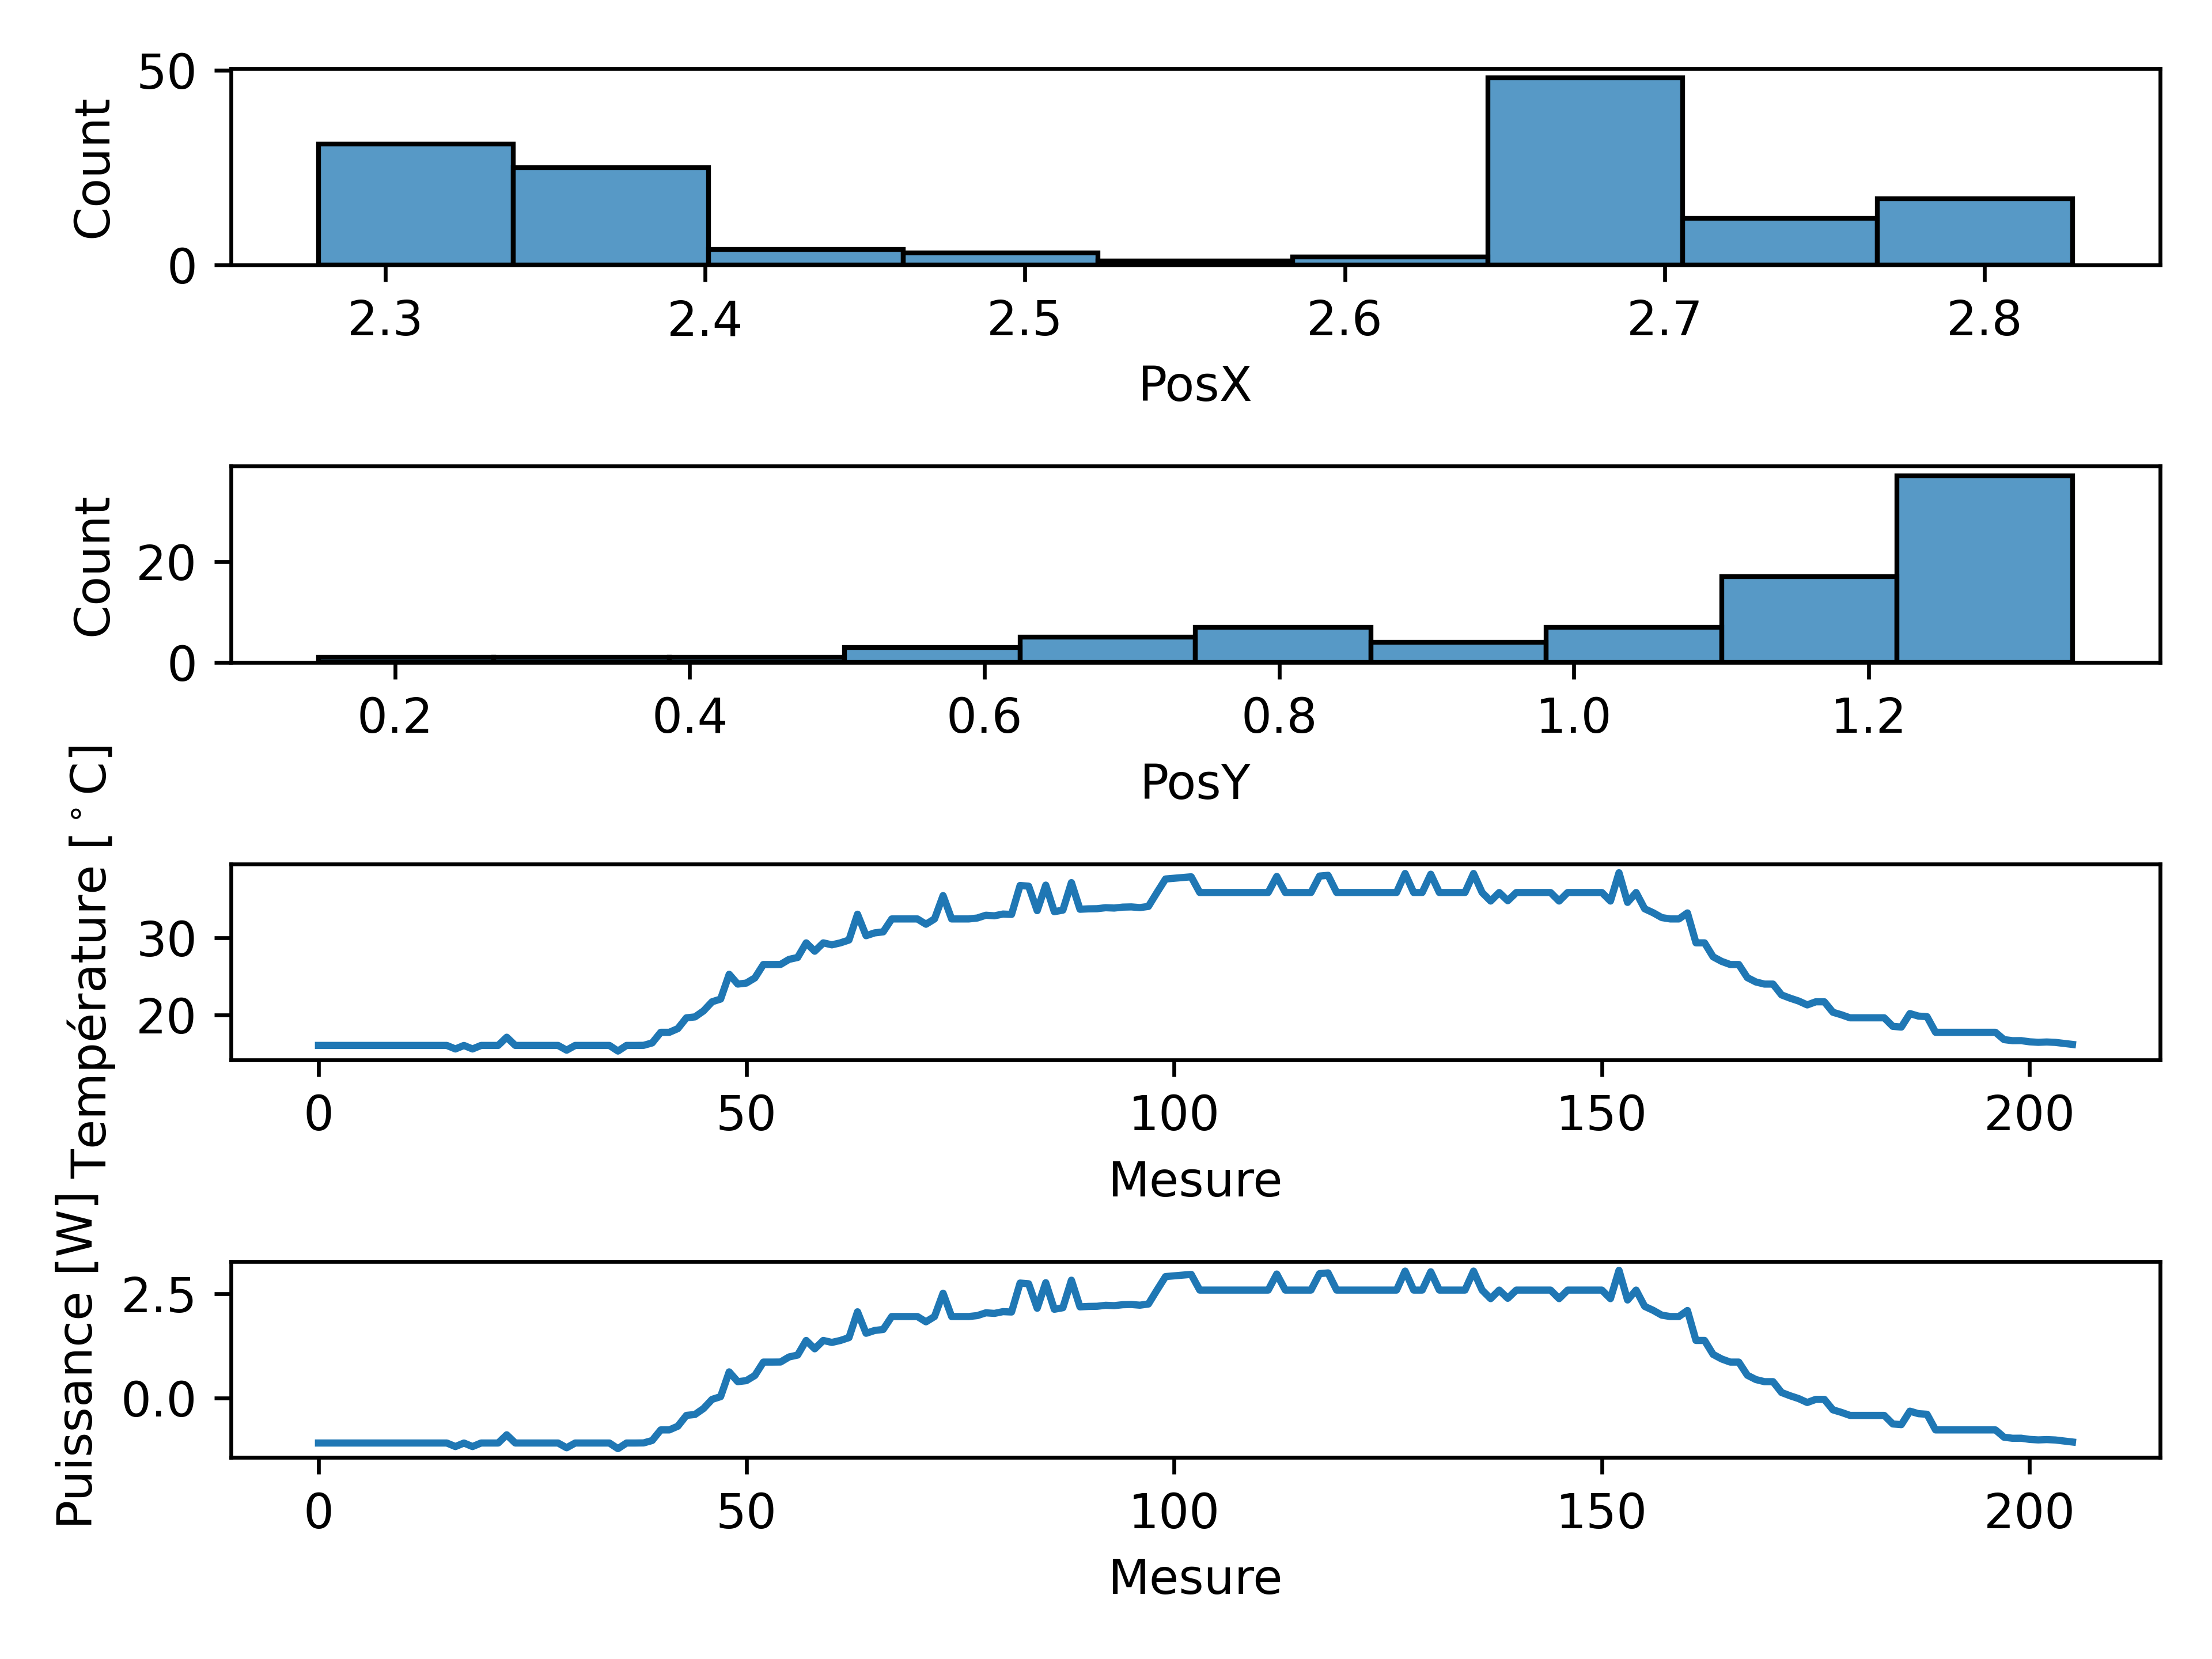 50
Count
0
2.3 2.4 2.5 2.6 2.7 2.8
PosX
Count
20
0
0.2 0.4 0.6 0.8 1.0 1.2
PosY
Température [°C]
30
20
0 50 100 150 200
Mesure
Puissance [W]
2.5
0.0
0 50 100 150 200
Mesure